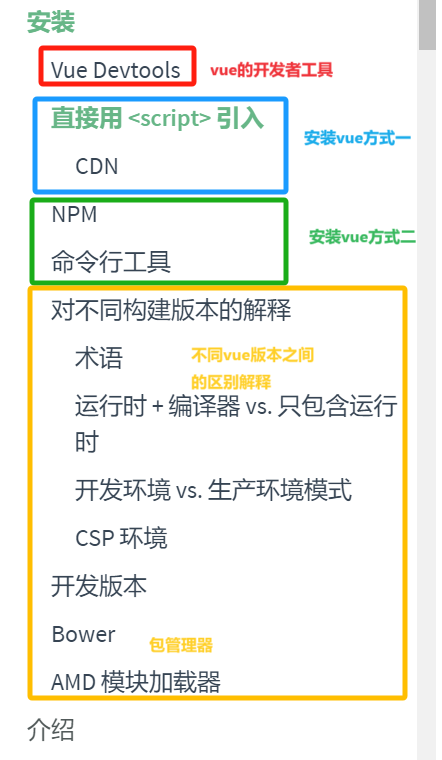 安装
Vue Devtools
vue的开发者工具
直接用 <script> 引入
安装vue方式一
CDN
NPM
安装vue方式二
命令行工具
对不同构建版本的解释
术语
不同vue版本之间
的区别解释
运行时 + 编译器 vs. 只包含运行
时
开发环境 vs. 生产环境模式
CSP 环境
开发版本
Bower
包管理器
AMD 模块加载器
介绍